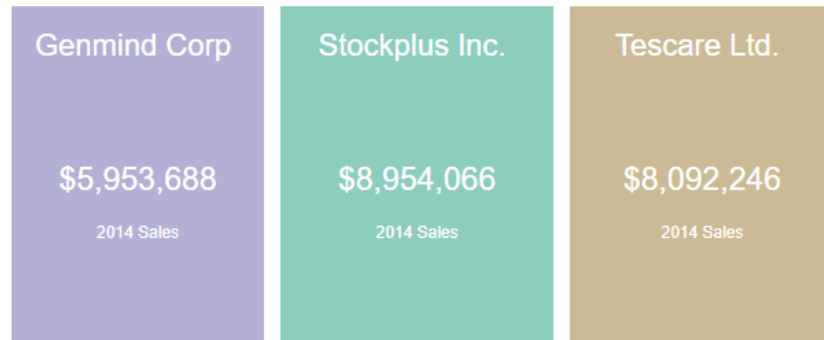 Genmind Corp
Stockplus Inc.
Tescare Ltd.
$5,953,688
$8,954,066
$8,092,246
2014 Sales
2014 Sales
2014 Sales